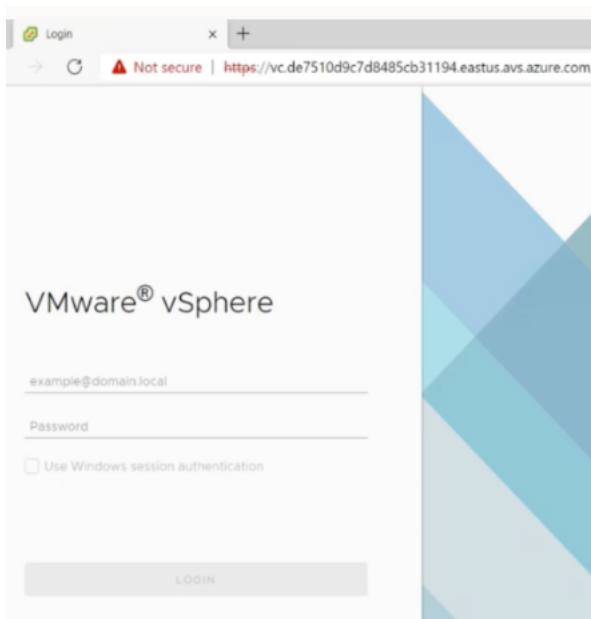 Login
Not secure | https://vc.de7510d9c7d8485cb31194.eastus.avs.azure.com
VMware® vSphere
example@domain.local
Password
Use Windows session authentication
LOGIN